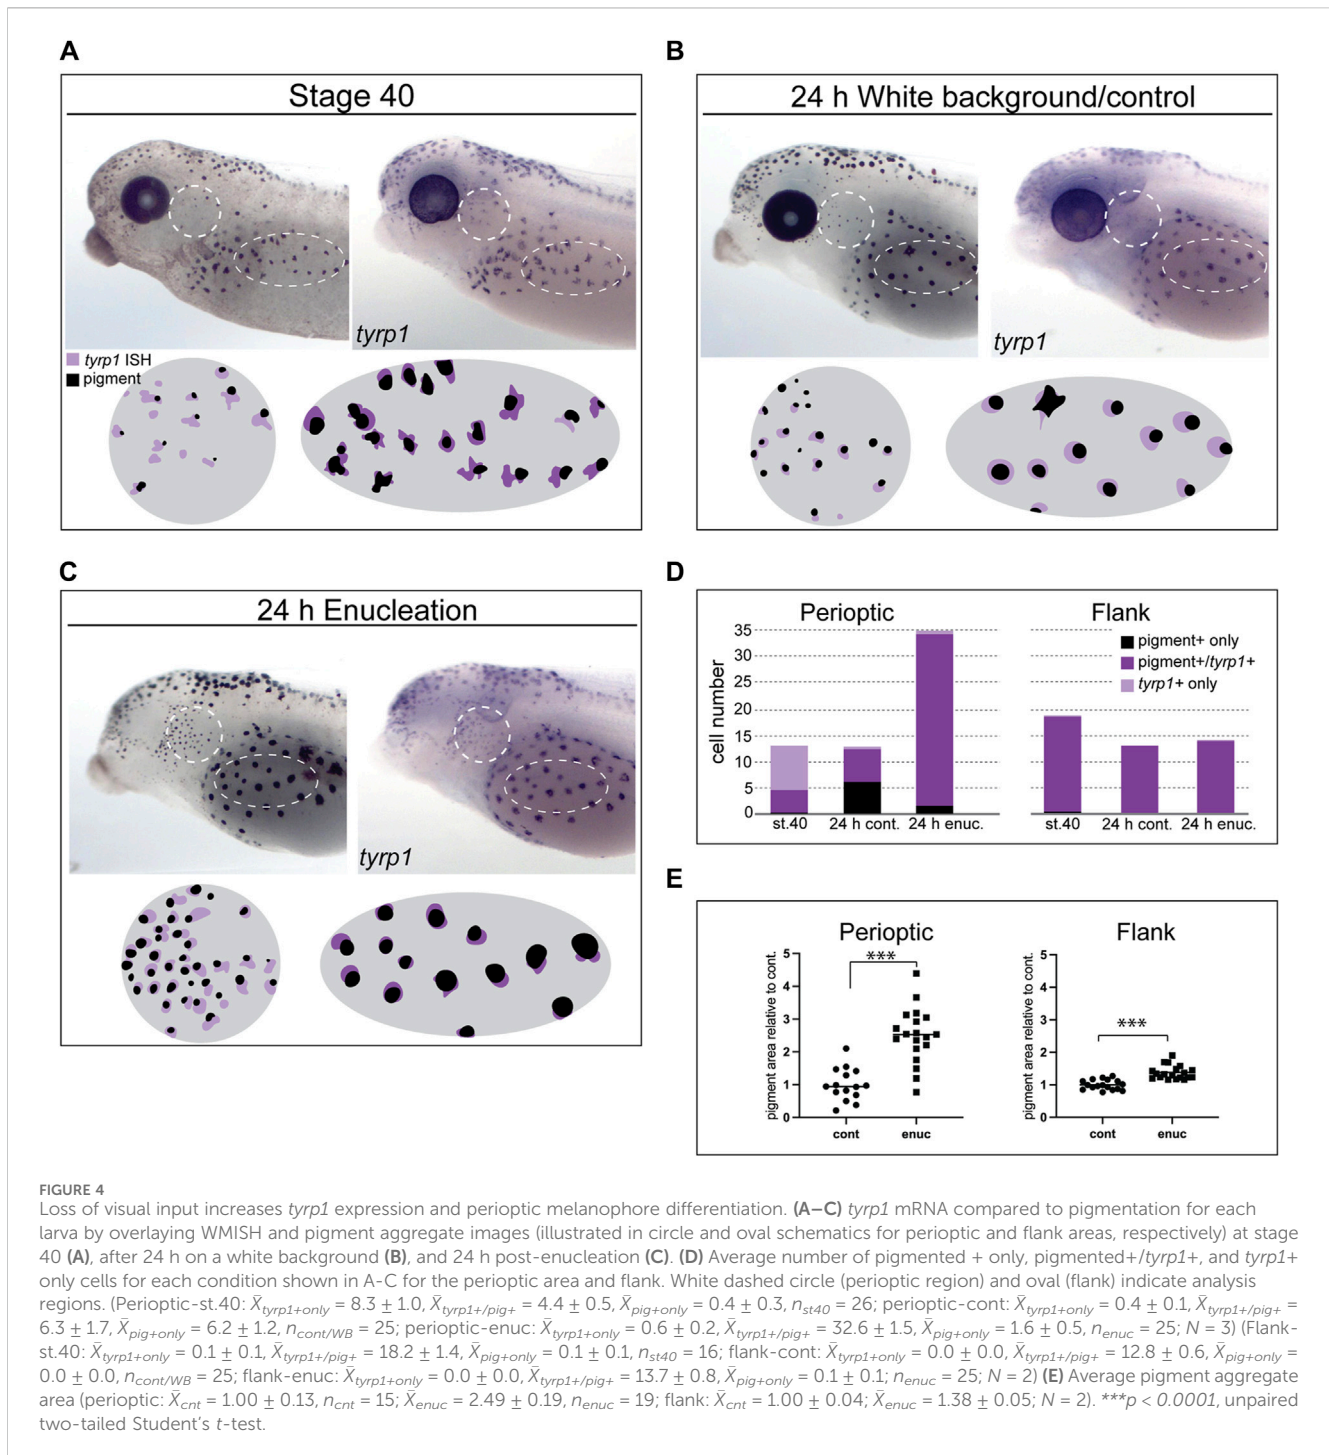 A
Stage 40
tyrp1
tyrp1 ISH
pigment
B
24 h White background/control
tyrp1
C
24 h Enucleation
tyrp1
D
Perioptic
Flank
35
30
25
20
15
10
5
0
cell number
st.40
24 h cont.
24 h enuc.
pigment+ only
pigment+/tyrp1+
tyrp1+ only
st.40
24 h cont.
24 h enuc.
E
Perioptic
Flank
pigment area relative to cont.
5
4
3
2
1
0
***
cont
enuc
pigment area relative to cont.
5
4
3
2
1
0
***
cont
enuc
FIGURE 4
Loss of visual input increases tyrp1 expression and perioptic melanophore differentiation. (A–C) tyrp1 mRNA compared to pigmentation for each
larva by overlaying WMISH and pigment aggregate images (illustrated in circle and oval schematics for perioptic and flank areas, respectively) at stage
40 (A), after 24 h on a white background (B), and 24 h post-enucleation (C). (D) Average number of pigmented + only, pigmented+/tyrp1+, and tyrp1+
only cells for each condition shown in A-C for the perioptic area and flank. White dashed circle (perioptic region) and oval (flank) indicate analysis
regions. (Perioptic-st.40: X̄tyrp1+only = 8.3 ± 1.0, X̄tyrp1+/pig+ = 4.4 ± 0.5, X̄pig+only = 0.4 ± 0.3, nst40 = 26; perioptic-cont: X̄tyrp1+only = 0.4 ± 0.1, X̄tyrp1+/pig+ =
6.3 ± 1.7, X̄pig+only = 6.2 ± 1.2, ncont/WB = 25; perioptic-enuc: X̄tyrp1+only = 0.6 ± 0.2, X̄tyrp1+/pig+ = 32.6 ± 1.5, X̄pig+only = 1.6 ± 0.5, nenuc = 25; N = 3) (Flank-
st.40: X̄tyrp1+only = 0.1 ± 0.1, X̄tyrp1+/pig+ = 18.2 ± 1.4, X̄pig+only = 0.1 ± 0.1, nst40 = 16; flank-cont: X̄tyrp1+only = 0.0 ± 0.0, X̄tyrp1+/pig+ = 12.8 ± 0.6, X̄pig+only =
0.0 ± 0.0, ncont/WB = 25; flank-enuc: X̄tyrp1+only = 0.0 ± 0.0, X̄tyrp1+/pig+ = 13.7 ± 0.8, X̄pig+only = 0.1 ± 0.1; nenuc = 25; N = 2) (E) Average pigment aggregate
area (perioptic: X̄cnt = 1.00 ± 0.13, ncnt = 15; X̄enuc = 2.49 ± 0.19, nenuc = 19; flank: X̄cnt = 1.00 ± 0.04; X̄enuc = 1.38 ± 0.05; N = 2). ***p < 0.0001, unpaired
two-tailed Student’s t-test.